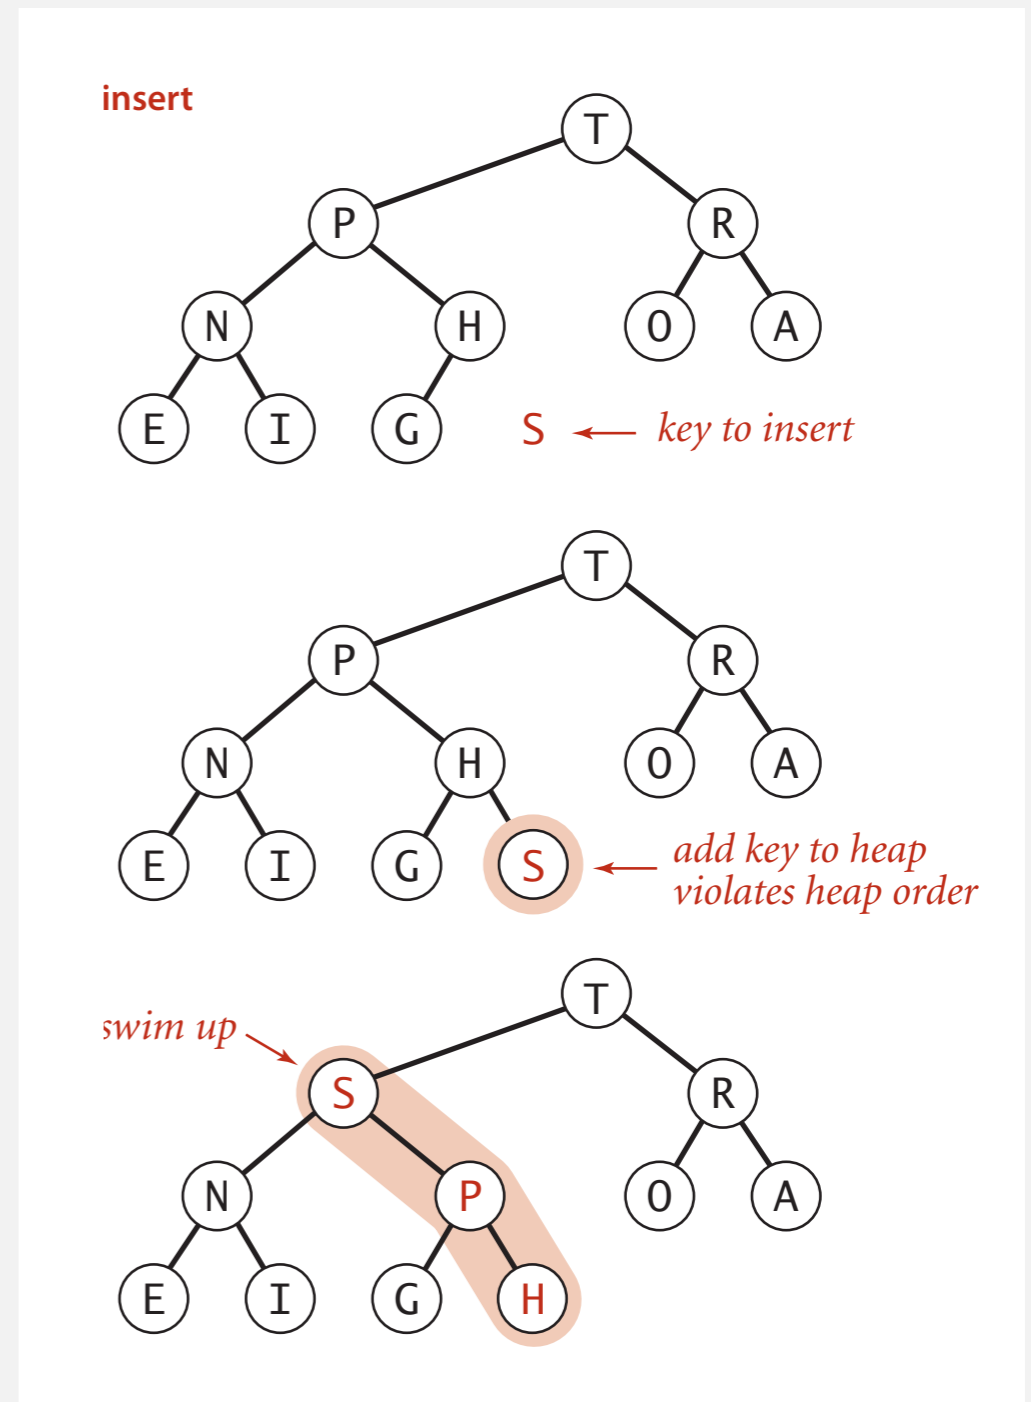 insert
T
P R
N H O A
E I G S key to insert
T
P R
N H O A
E I G S add key to heap
violates heap order
T
swim up
S R
N P O A
E I G H